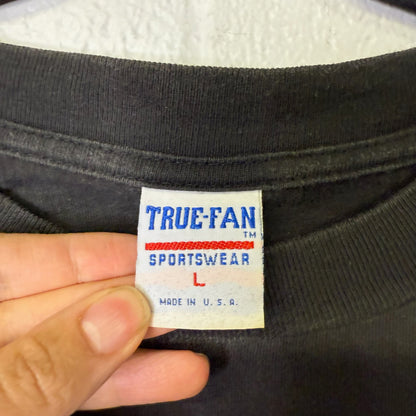 TRUE-FAN TM
SPORTSWEAR
L
MADE IN U.S.A.